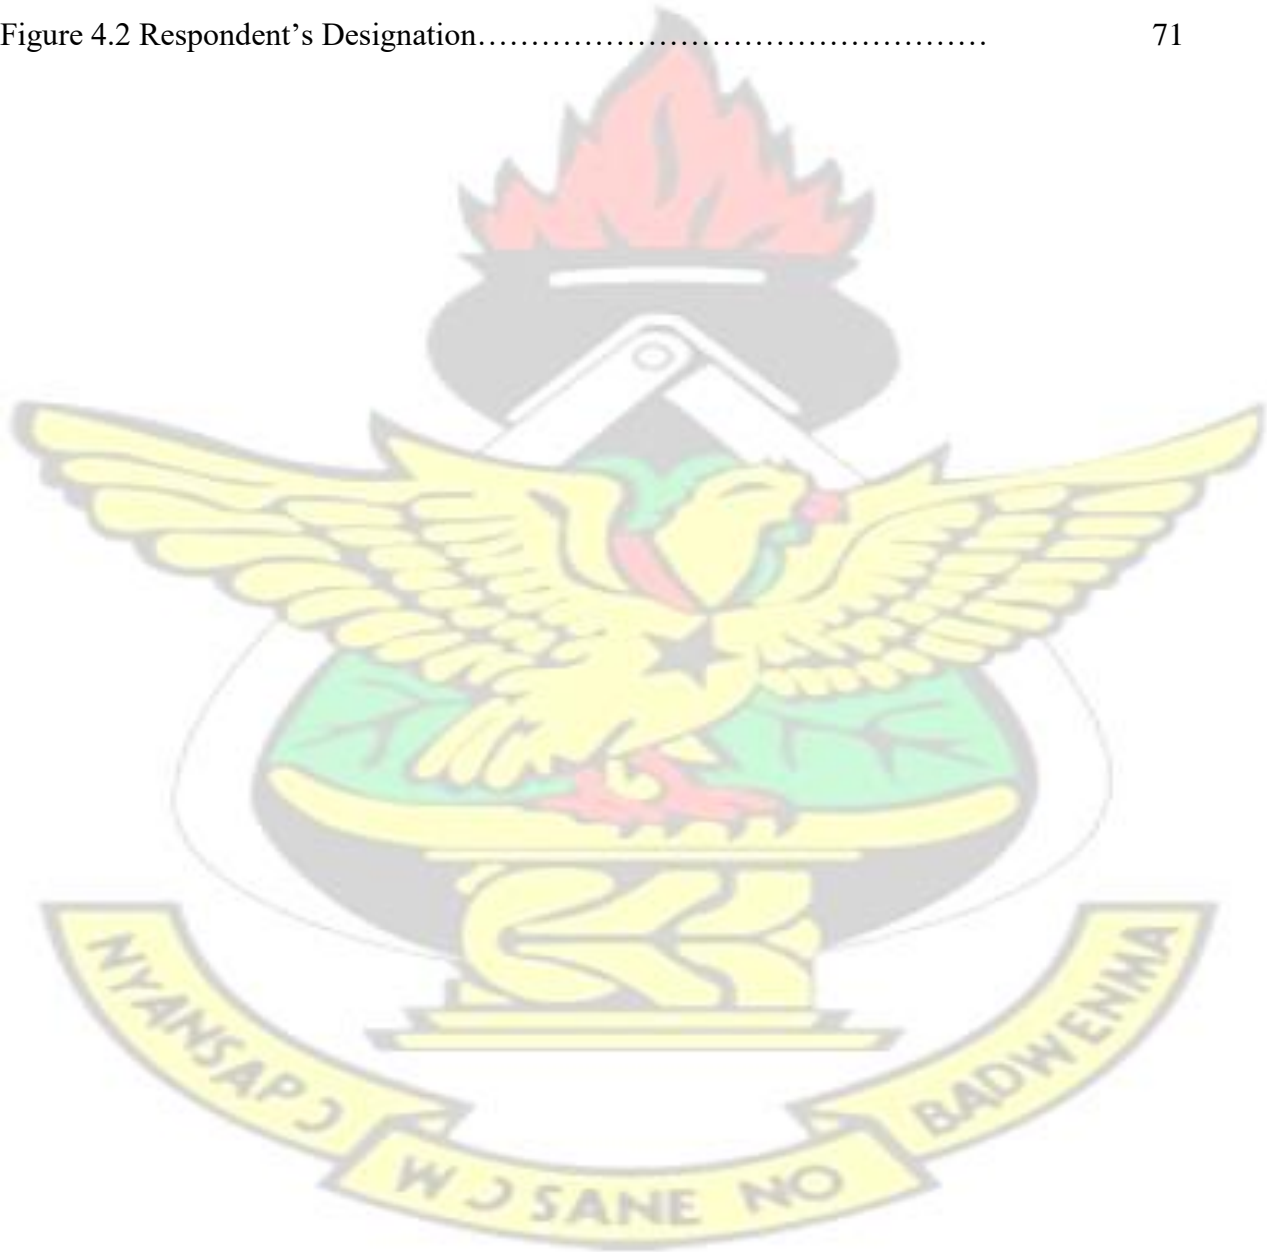 Figure 4.2 Respondent’s Designation………………………………………… 71
NYANSAPƆ
WƆSANE NO
BADWENMA